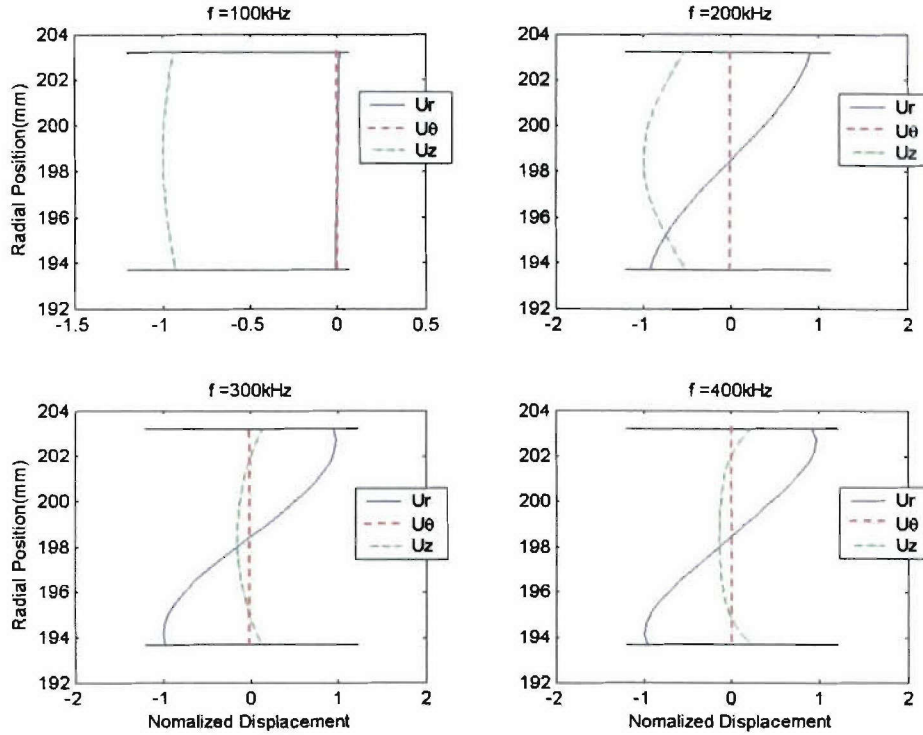 f =100kHz
204
202
200
198
196
194
192
Radial Position(mm)
-1.5
-1
-0.5
0
0.5
Ur
Uθ
Uz
f =200kHz
204
202
200
198
196
194
192
-2
-1
0
1
2
Ur
Uθ
Uz
f =300kHz
204
202
200
198
196
194
192
Radial Position(mm)
-2
-1
0
1
2
Nomalized Displacement
Ur
Uθ
Uz
f =400kHz
204
202
200
198
196
194
192
-2
-1
0
1
2
Nomalized Displacement
Ur
Uθ
Uz